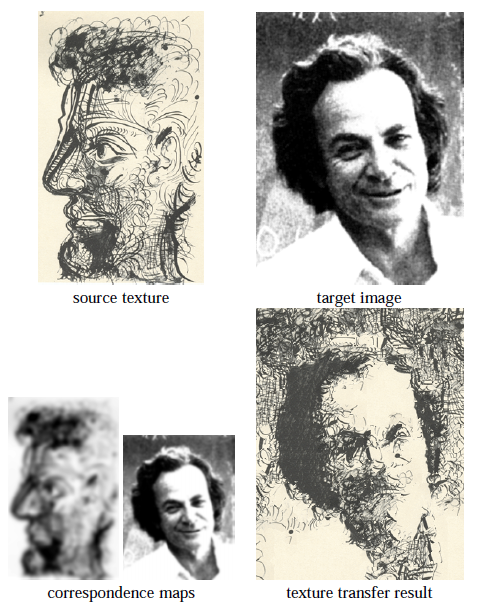 source texture
target image
correspondence maps
texture transfer result